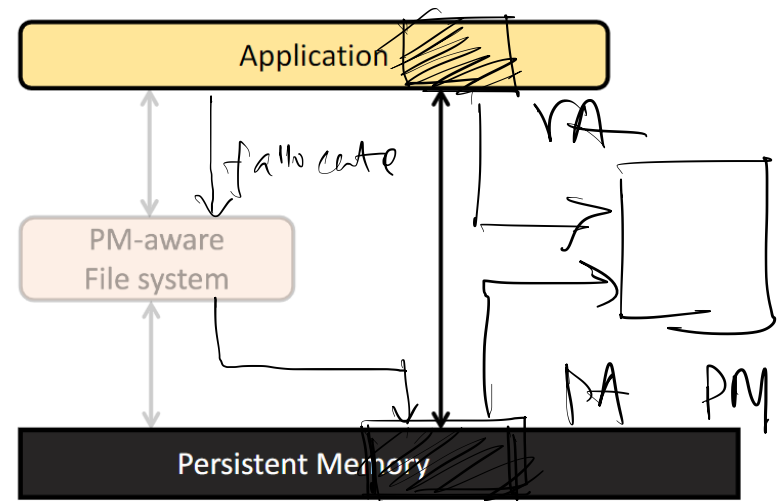 Application
VA
fallocate
PM-aware
File system
PA
PM
Persistent Memory